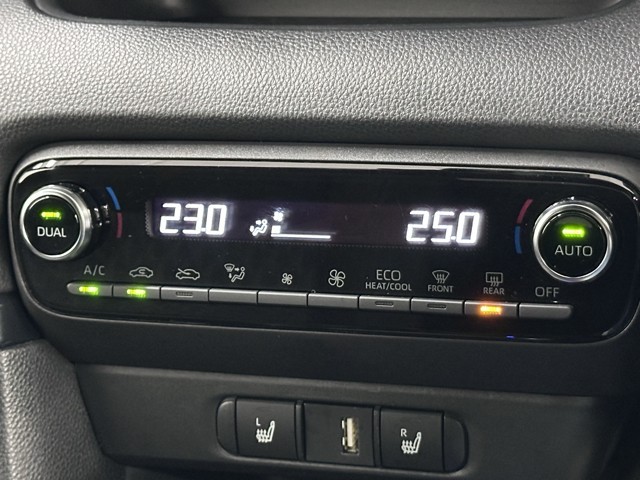 23.0 25.0
DUAL AUTO
A/C ECO HEAT/COOL FRONT REAR OFF
L R